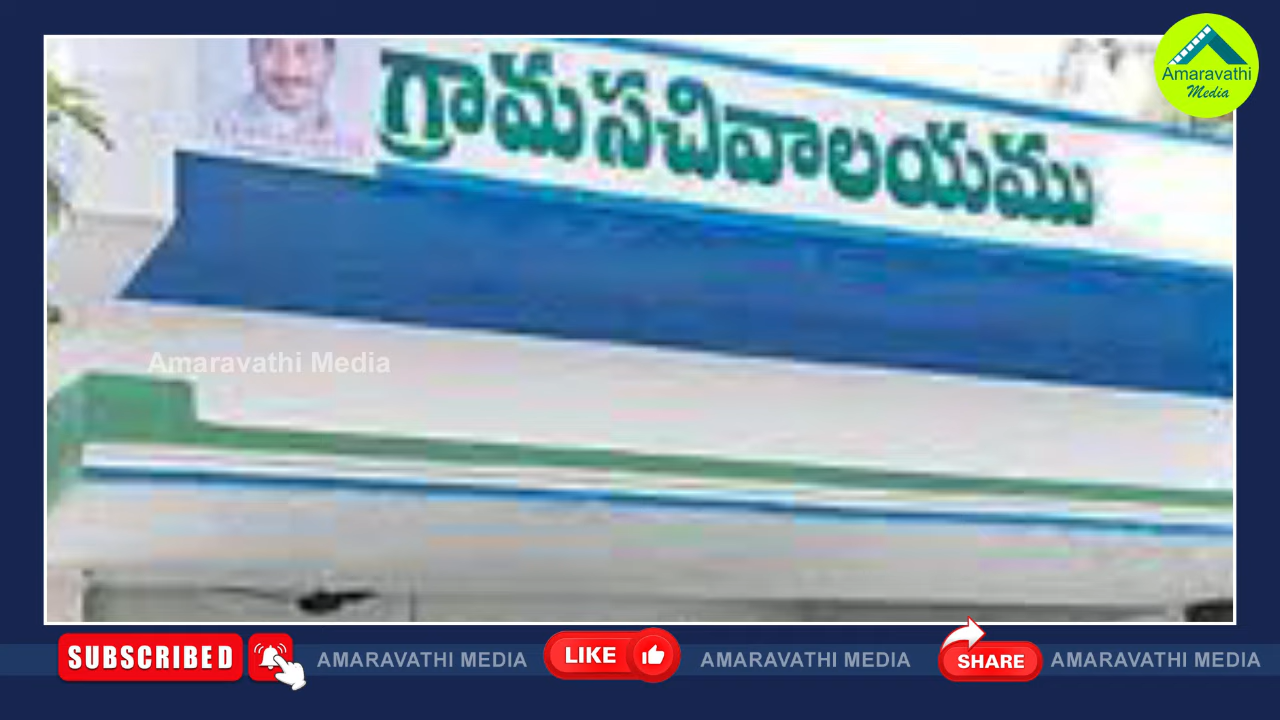 Amaravathi
Media
గ్రామ సచివాలయము
Amaravathi Media
SUBSCRIBED
AMARAVATHI MEDIA
LIKE
AMARAVATHI MEDIA
SHARE
AMARAVATHI MEDIA